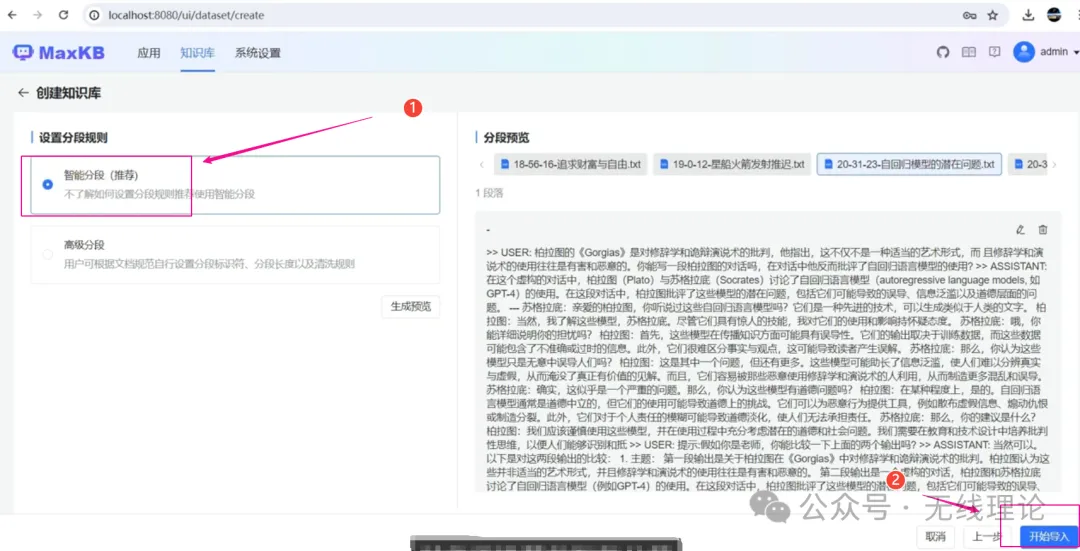 localhost:8080/ui/dataset/create
MaxKB 应用 知识库 系统设置 admin
创建知识库
1
设置分段规则
智能分段（推荐）
不了解如何设置分段规则推荐使用智能分段
高级分段
用户可根据文档规范自行设置分段标识符、分段长度以及清洗规则
生成预览
分段预览
18-56-16-追求财富与自由.txt 19-0-12-星船火箭发射推迟.txt 20-31-23-自回归模型的潜在问题.txt 20-3
1 段落
-
>> USER: 柏拉图的《Gorgias》是对修辞学和诡辩演说术的批判，他指出，这不仅不是一种适当的艺术形式，而 且修辞学和演
说术的使用往往是有害和恶意的。你能写一段柏拉图的对话吗，在对话中他反而批评了自回归语言模型的使用? >> ASSISTANT:
在这个虚构的对话中，柏拉图（Plato）与苏格拉底（Socrates）讨论了自回归语言模型（autoregressive language models, 如
GPT-4）的使用。在这段对话中，柏拉图批评了这些模型的潜在问题，包括它们可能导致的误导、信息泛滥以及道德层面的问
题。 --- 苏格拉底：亲爱的柏拉图，你听说过这些自回归语言模型吗？它们是一种先进的技术，可以生成类似于人类的文字。 柏
拉图：当然，我了解这些模型，苏格拉底。尽管它们具有惊人的技能，我对它们的使用和影响持怀疑态度。 苏格拉底：哦，你
能详细说明你的担忧吗？ 柏拉图：首先，这些模型在传播知识方面可能具有误导性。它们的输出取决于训练数据，而这些数据
可能包含了不准确或过时的信息。此外，它们很难区分事实与观点，这可能导致读者产生误解。 苏格拉底：那么，你认为这些
模型只是无意中误导人们吗？ 柏拉图：这是其中一个问题，但还有更多。这些模型可能助长了信息泛滥，使人们难以分辨真实
与虚假，从而淹没了真正有价值的见解。而且，它们容易被那些恶意使用修辞学和演说术的人利用，从而制造更多混乱和误导。
苏格拉底：确实，这似乎是一个严重的问题。那么，你认为这些模型有道德问题吗？ 柏拉图：在某种程度上，是的。自回归语
言模型通常是道德中立的，但它们的使用可能导致道德上的挑战。它们可以为恶意行为提供工具，例如散布虚假信息、煽动仇恨
或制造分裂。此外，它们对于个人责任的模糊可能导致道德淡化，使人们无法承担责任。 苏格拉底：那么，你的建议是什么？
柏拉图：我们应该谨慎使用这些模型，并在使用过程中充分考虑潜在的道德和社会问题。我们需要在教育和技术设计中培养批判
性思维，以便人们能够识别和抵 >> USER: 提示:假如你是老师，你能比较一下上面的两个输出吗? >> ASSISTANT: 当然可以，
以下是对这两段输出的比较： 1. 主题： 第一段输出是关于柏拉图在《Gorgias》中对修辞学和诡辩演说术的批判。柏拉图认为这
些并非适当的艺术形式，并且修辞学和演说术的使用往往是有害和恶意的。 第二段输出是一个虚构的对话，柏拉图和苏格拉底
讨论了自回归语言模型（例如GPT-4）的使用。在这段对话中，柏拉图批评了这些模型的潜在问题，包括它们可能导致的误导、
2
公众号 · 无线理论
取消 上一步 开始导入